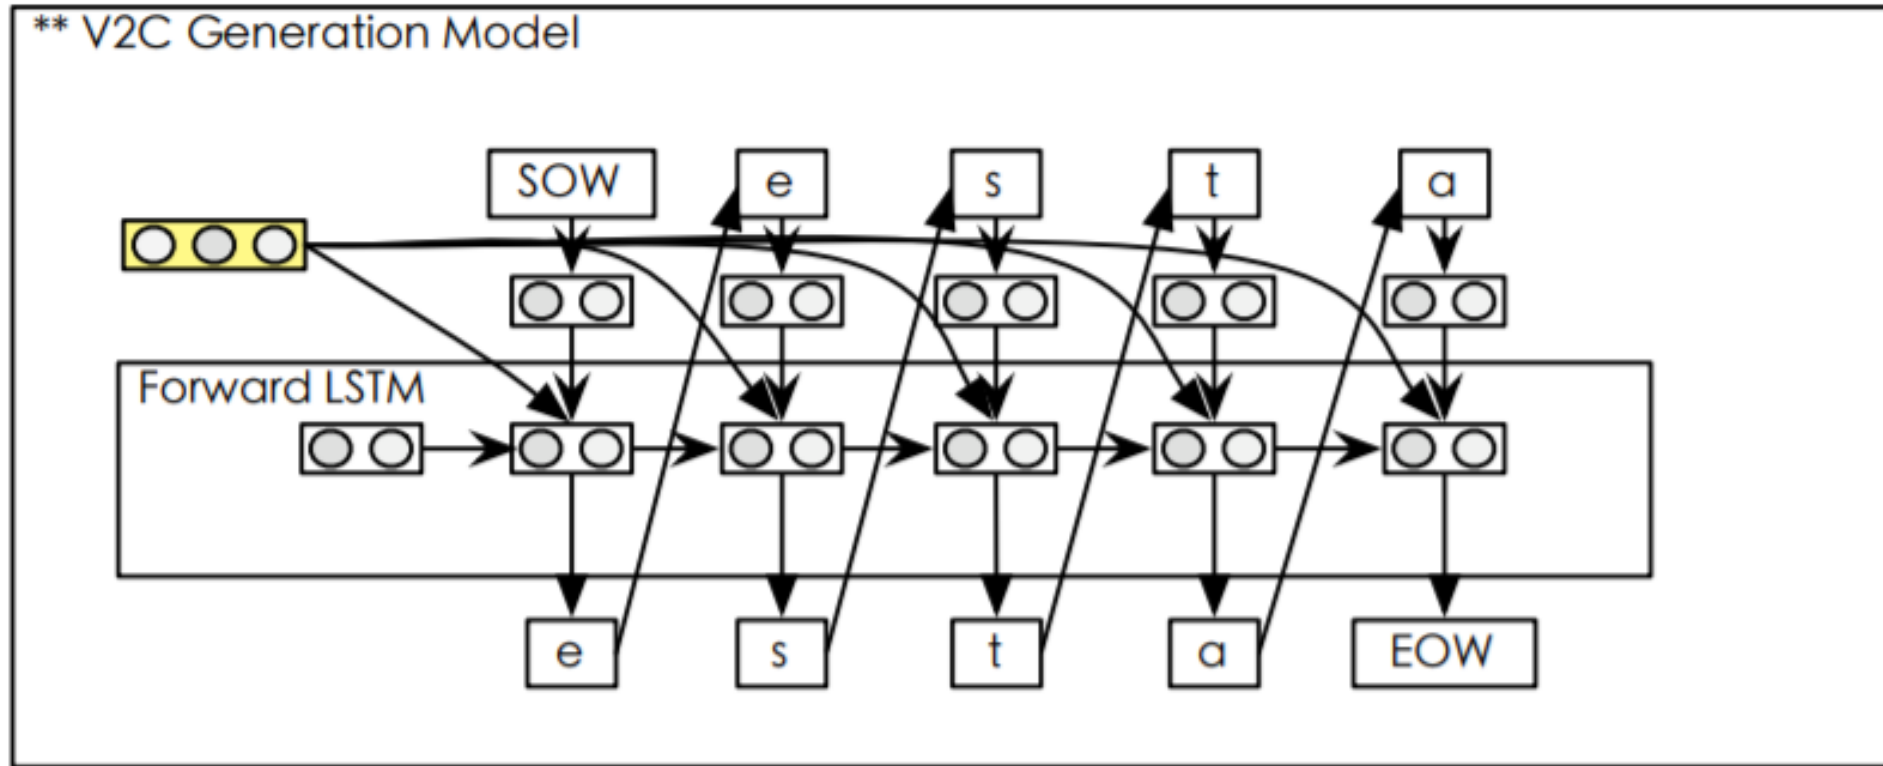 ** V2C Generation Model
SOW e s t a
Forward LSTM
e s t a EOW